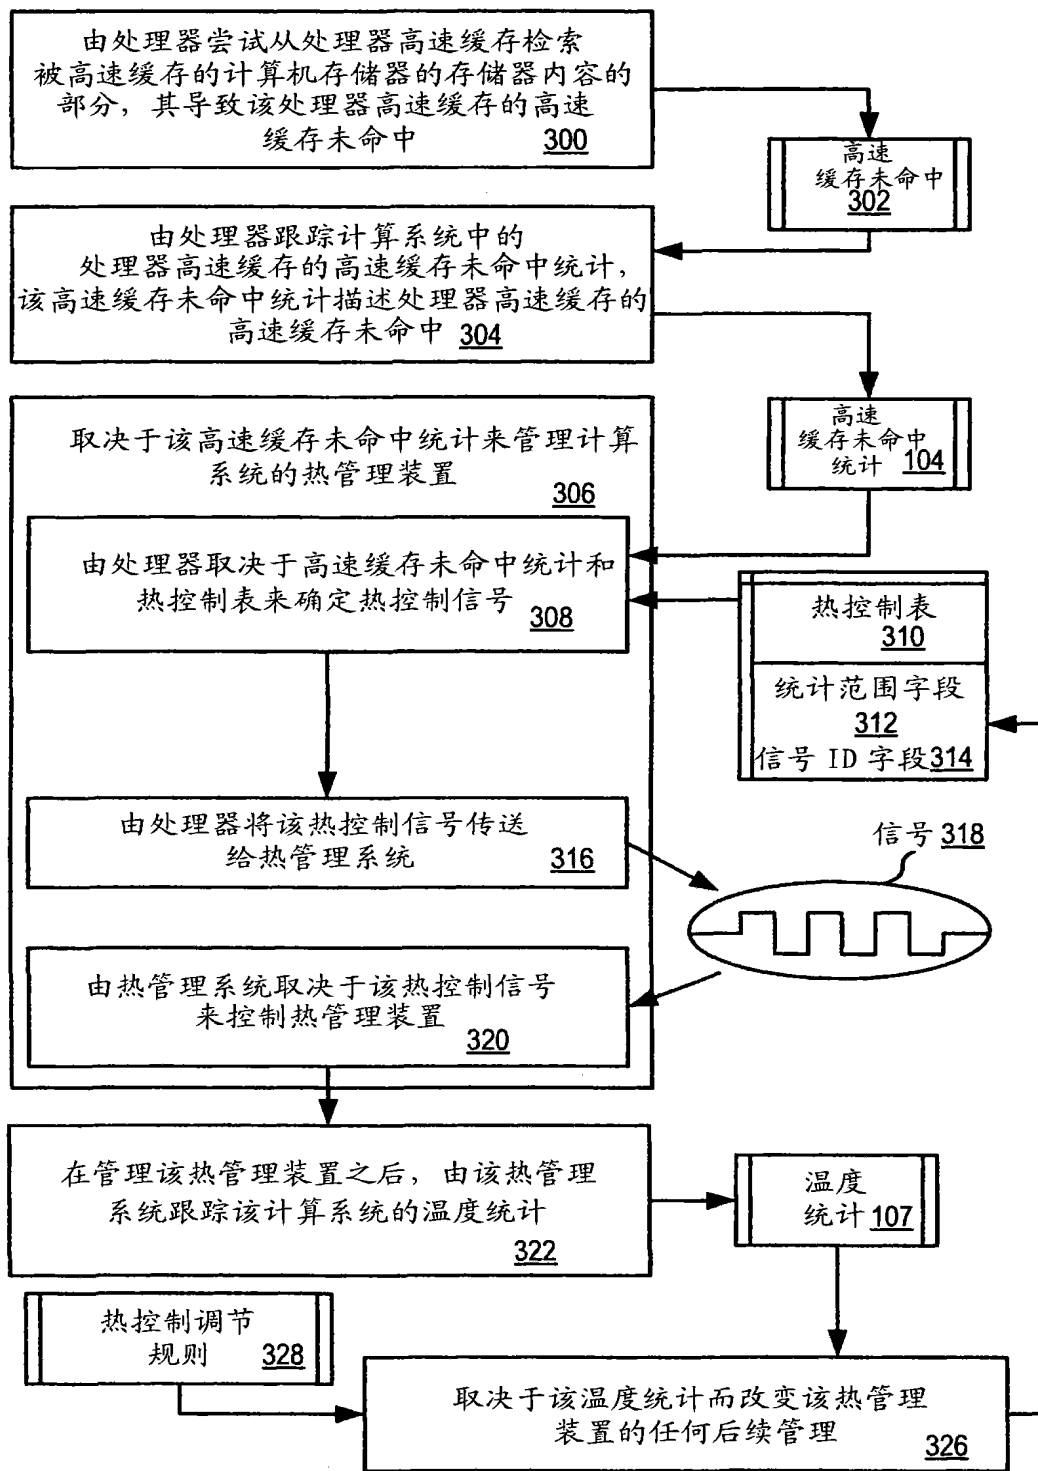 由处理器尝试从处理器高速缓存检索
被高速缓存的计算机存储器的存储器内容的
部分，其导致该处理器高速缓存的高速
缓存未命中 300
高速
缓存未命中
302
由处理器跟踪计算系统中的
处理器高速缓存的高速缓存未命中统计，
该高速缓存未命中统计描述处理器高速缓存的
高速缓存未命中 304
高速
缓存未命中
统计 104
取决于该高速缓存未命中统计来管理计算
系统的热管理装置
306
由处理器取决于高速缓存未命中统计和
热控制表来确定热控制信号
308
热控制表
310
统计范围字段
312
信号 ID 字段 314
由处理器将该热控制信号传送
给热管理系统 316
信号 318
由热管理系统取决于该热控制信号
来控制热管理装置
320
在管理该热管理装置之后，由该热管理
系统跟踪该计算系统的温度统计
322
温度
统计 107
热控制调节
规则 328
取决于该温度统计而改变该热管理
装置的任何后续管理
326